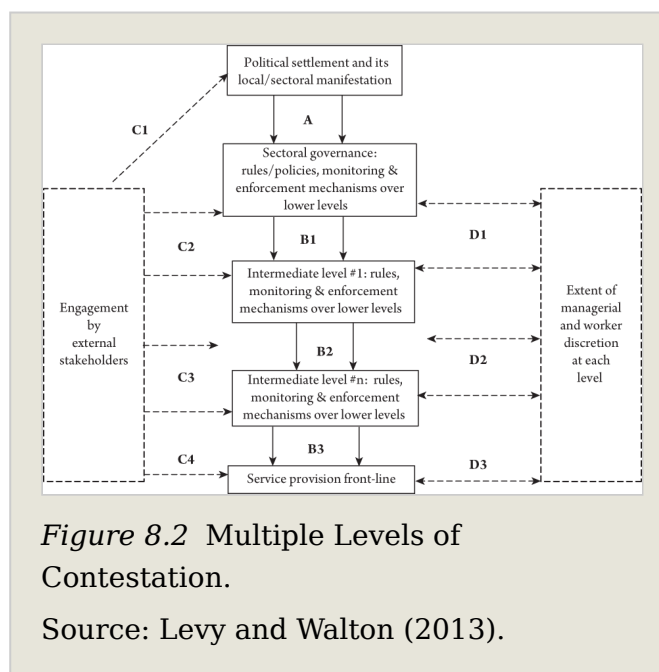 Political settlement and its
local/sectoral manifestation
C1
A
Sectoral governance:
rules/policies, monitoring &
enforcement mechanisms over
lower levels
C2
B1
D1
Intermediate level #1: rules,
monitoring & enforcement
mechanisms over lower levels
Engagement
by
external
stakeholders
Extent of
managerial
and worker
discretion
at each
level
B2
D2
C3
Intermediate level #n: rules,
monitoring & enforcement
mechanisms over lower levels
C4
B3
D3
Service provision front-line
Figure 8.2 Multiple Levels of
Contestation.
Source: Levy and Walton (2013).